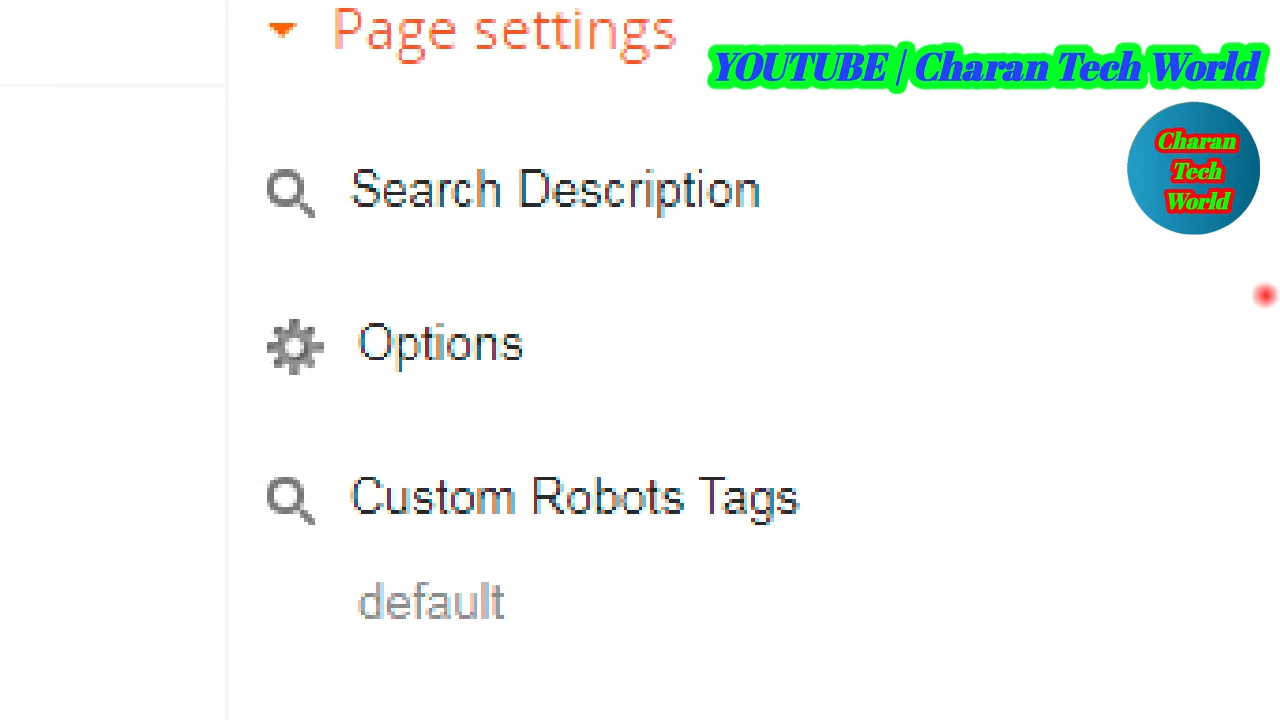 Page settings
YOUTUBE | Charan Tech World
Charan
Tech
World
Search Description
Options
Custom Robots Tags
default